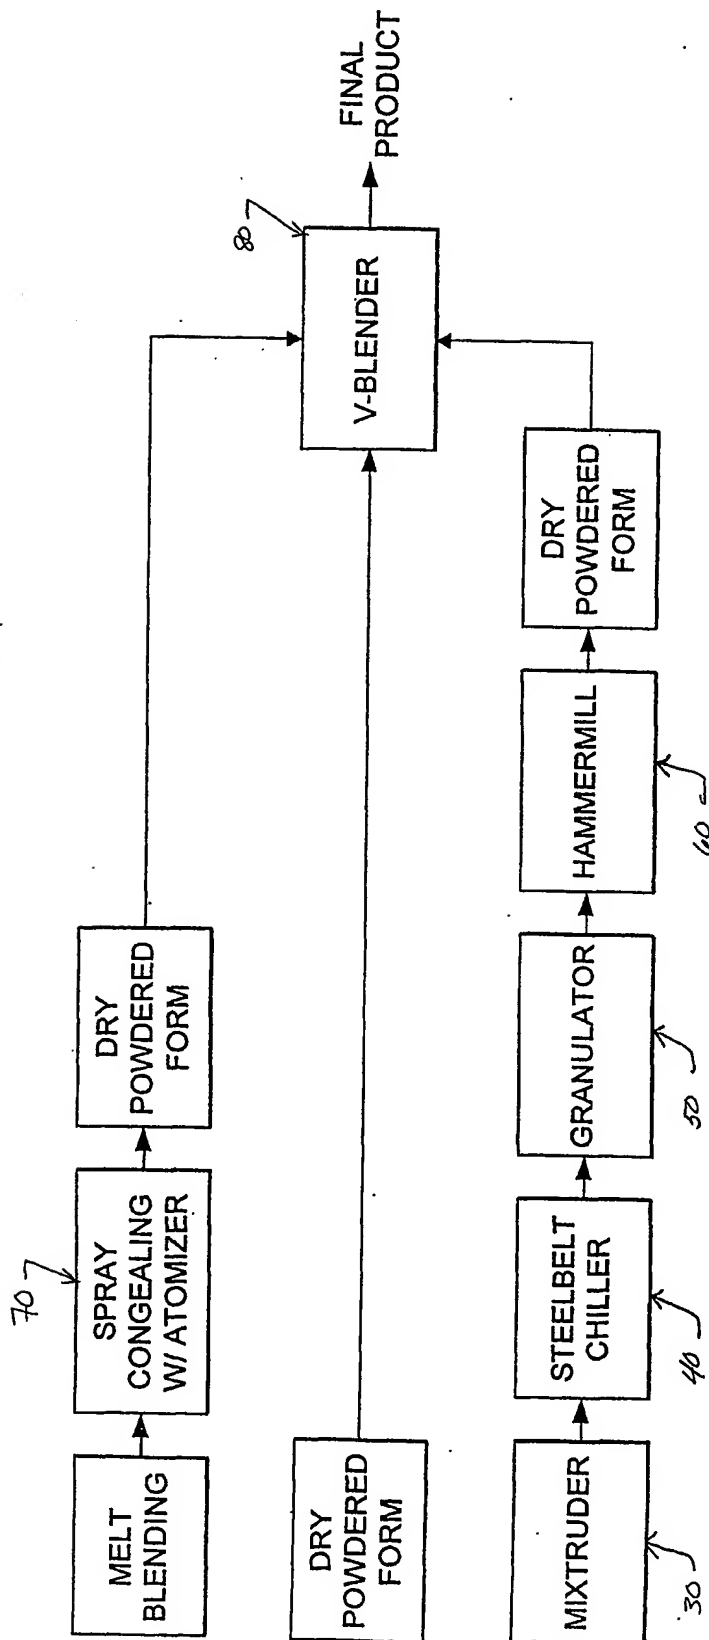 MELT
BLENDING
70
SPRAY
CONGEALING
W/ ATOMIZER
DRY
POWDERED
FORM
DRY
POWDERED
FORM
80
V-BLENDER
FINAL
PRODUCT
MIXTRUDER
30
STEELBELT
CHILLER
40
GRANULATOR
50
HAMMERMILL
60
DRY
POWDERED
FORM